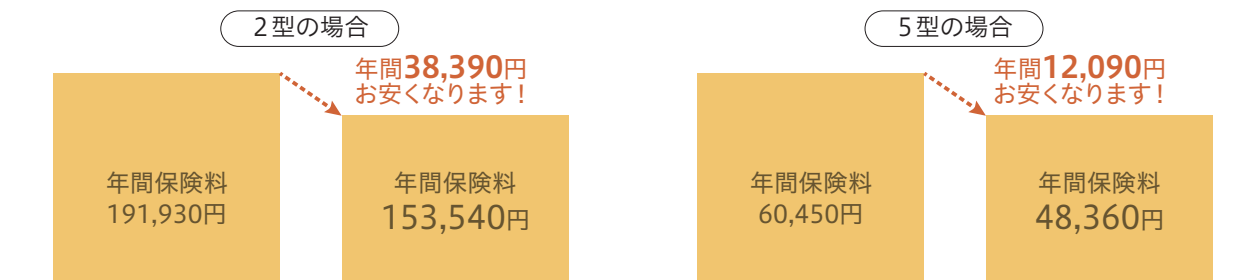 2型の場合
年間38,390円
お安くなります!
年間保険料
191,930円
年間保険料
153,540円
5型の場合
年間12,090円
お安くなります!
年間保険料
60,450円
年間保険料
48,360円